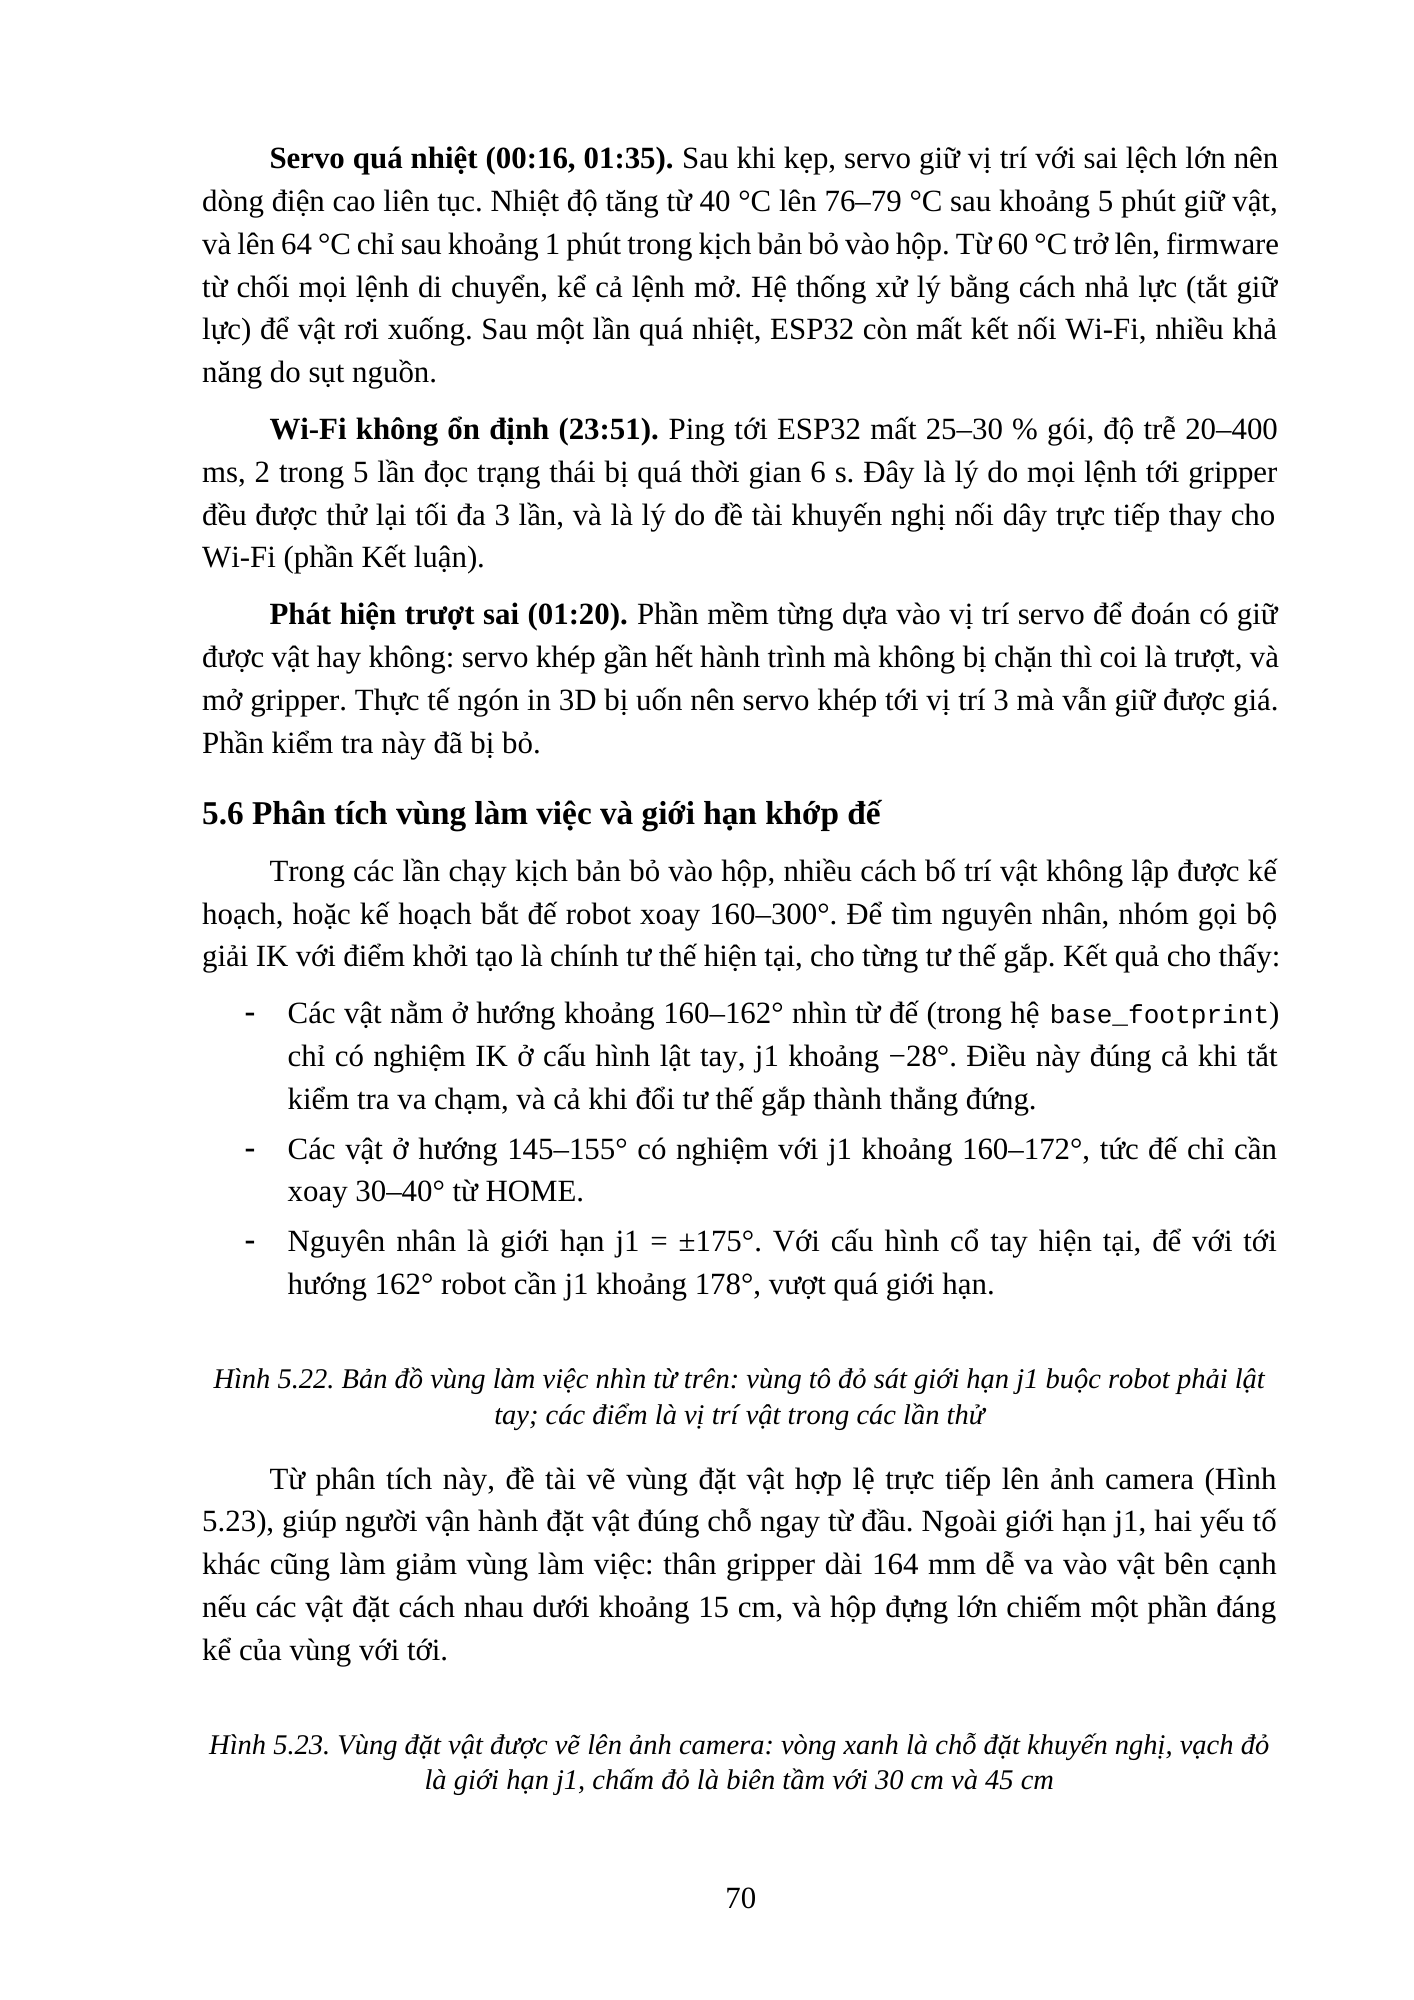 Servo quá nhiệt (00:16, 01:35). Sau khi kẹp, servo giữ vị trí với sai lệch lớn nên
dòng điện cao liên tục. Nhiệt độ tăng từ 40 °C lên 76–79 °C sau khoảng 5 phút giữ vật,
và lên 64 °C chỉ sau khoảng 1 phút trong kịch bản bỏ vào hộp. Từ 60 °C trở lên, firmware
từ chối mọi lệnh di chuyển, kể cả lệnh mở. Hệ thống xử lý bằng cách nhả lực (tắt giữ
lực) để vật rơi xuống. Sau một lần quá nhiệt, ESP32 còn mất kết nối Wi-Fi, nhiều khả
năng do sụt nguồn.
Wi-Fi không ổn định (23:51). Ping tới ESP32 mất 25–30 % gói, độ trễ 20–400
ms, 2 trong 5 lần đọc trạng thái bị quá thời gian 6 s. Đây là lý do mọi lệnh tới gripper
đều được thử lại tối đa 3 lần, và là lý do đề tài khuyến nghị nối dây trực tiếp thay cho
Wi-Fi (phần Kết luận).
Phát hiện trượt sai (01:20). Phần mềm từng dựa vào vị trí servo để đoán có giữ
được vật hay không: servo khép gần hết hành trình mà không bị chặn thì coi là trượt, và
mở gripper. Thực tế ngón in 3D bị uốn nên servo khép tới vị trí 3 mà vẫn giữ được giá.
Phần kiểm tra này đã bị bỏ.
5.6 Phân tích vùng làm việc và giới hạn khớp đế
Trong các lần chạy kịch bản bỏ vào hộp, nhiều cách bố trí vật không lập được kế
hoạch, hoặc kế hoạch bắt đế robot xoay 160–300°. Để tìm nguyên nhân, nhóm gọi bộ
giải IK với điểm khởi tạo là chính tư thế hiện tại, cho từng tư thế gắp. Kết quả cho thấy:
- Các vật nằm ở hướng khoảng 160–162° nhìn từ đế (trong hệ base_footprint)
chỉ có nghiệm IK ở cấu hình lật tay, j1 khoảng −28°. Điều này đúng cả khi tắt
kiểm tra va chạm, và cả khi đổi tư thế gắp thành thẳng đứng.
- Các vật ở hướng 145–155° có nghiệm với j1 khoảng 160–172°, tức đế chỉ cần
xoay 30–40° từ HOME.
- Nguyên nhân là giới hạn j1 = ±175°. Với cấu hình cổ tay hiện tại, để với tới
hướng 162° robot cần j1 khoảng 178°, vượt quá giới hạn.
Hình 5.22. Bản đồ vùng làm việc nhìn từ trên: vùng tô đỏ sát giới hạn j1 buộc robot phải lật
tay; các điểm là vị trí vật trong các lần thử
Từ phân tích này, đề tài vẽ vùng đặt vật hợp lệ trực tiếp lên ảnh camera (Hình
5.23), giúp người vận hành đặt vật đúng chỗ ngay từ đầu. Ngoài giới hạn j1, hai yếu tố
khác cũng làm giảm vùng làm việc: thân gripper dài 164 mm dễ va vào vật bên cạnh
nếu các vật đặt cách nhau dưới khoảng 15 cm, và hộp đựng lớn chiếm một phần đáng
kể của vùng với tới.
Hình 5.23. Vùng đặt vật được vẽ lên ảnh camera: vòng xanh là chỗ đặt khuyến nghị, vạch đỏ
là giới hạn j1, chấm đỏ là biên tầm với 30 cm và 45 cm
70